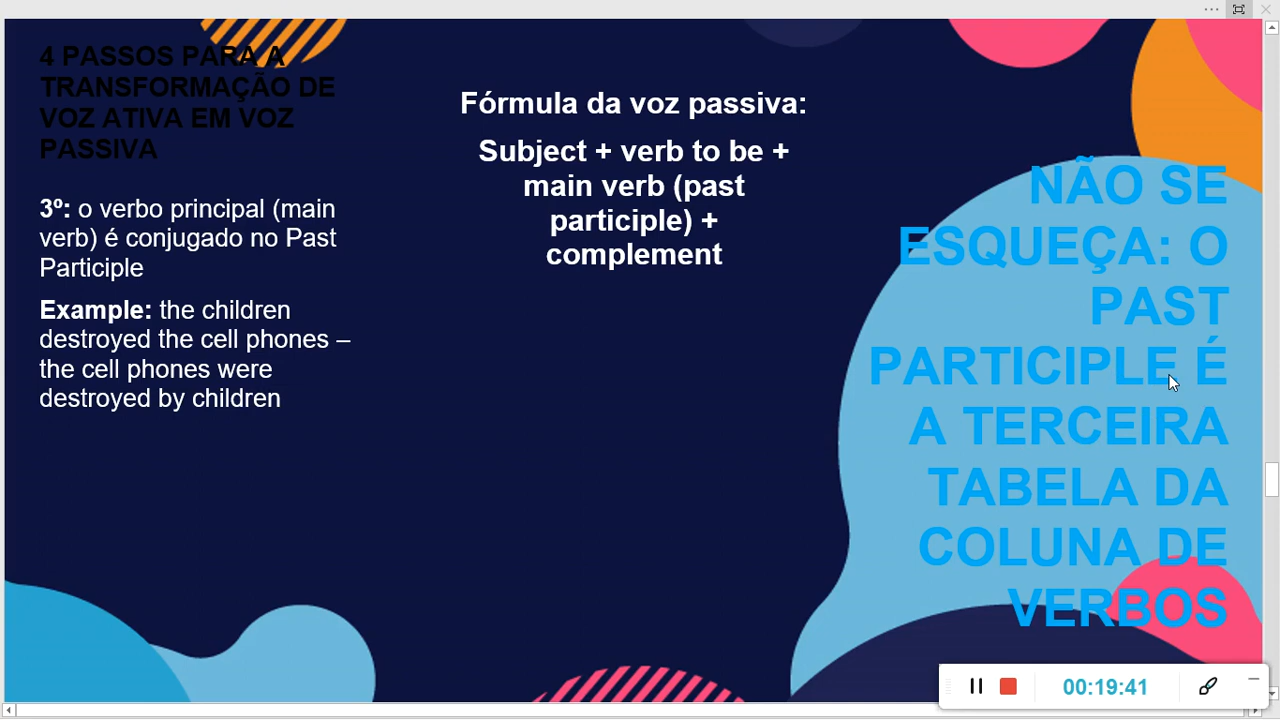 4 PASSOS PARA A
TRANSFORMAÇÃO DE
VOZ ATIVA EM VOZ
PASSIVA
3º: o verbo principal (main
verb) é conjugado no Past
Participle
Example: the children
destroyed the cell phones –
the cell phones were
destroyed by children
Fórmula da voz passiva:
Subject + verb to be +
main verb (past
participle) +
complement
NÃO SE
ESQUEÇA: O
PAST
PARTICIPLE É
A TERCEIRA
TABELA DA
COLUNA DE
VERBOS
00:19:41